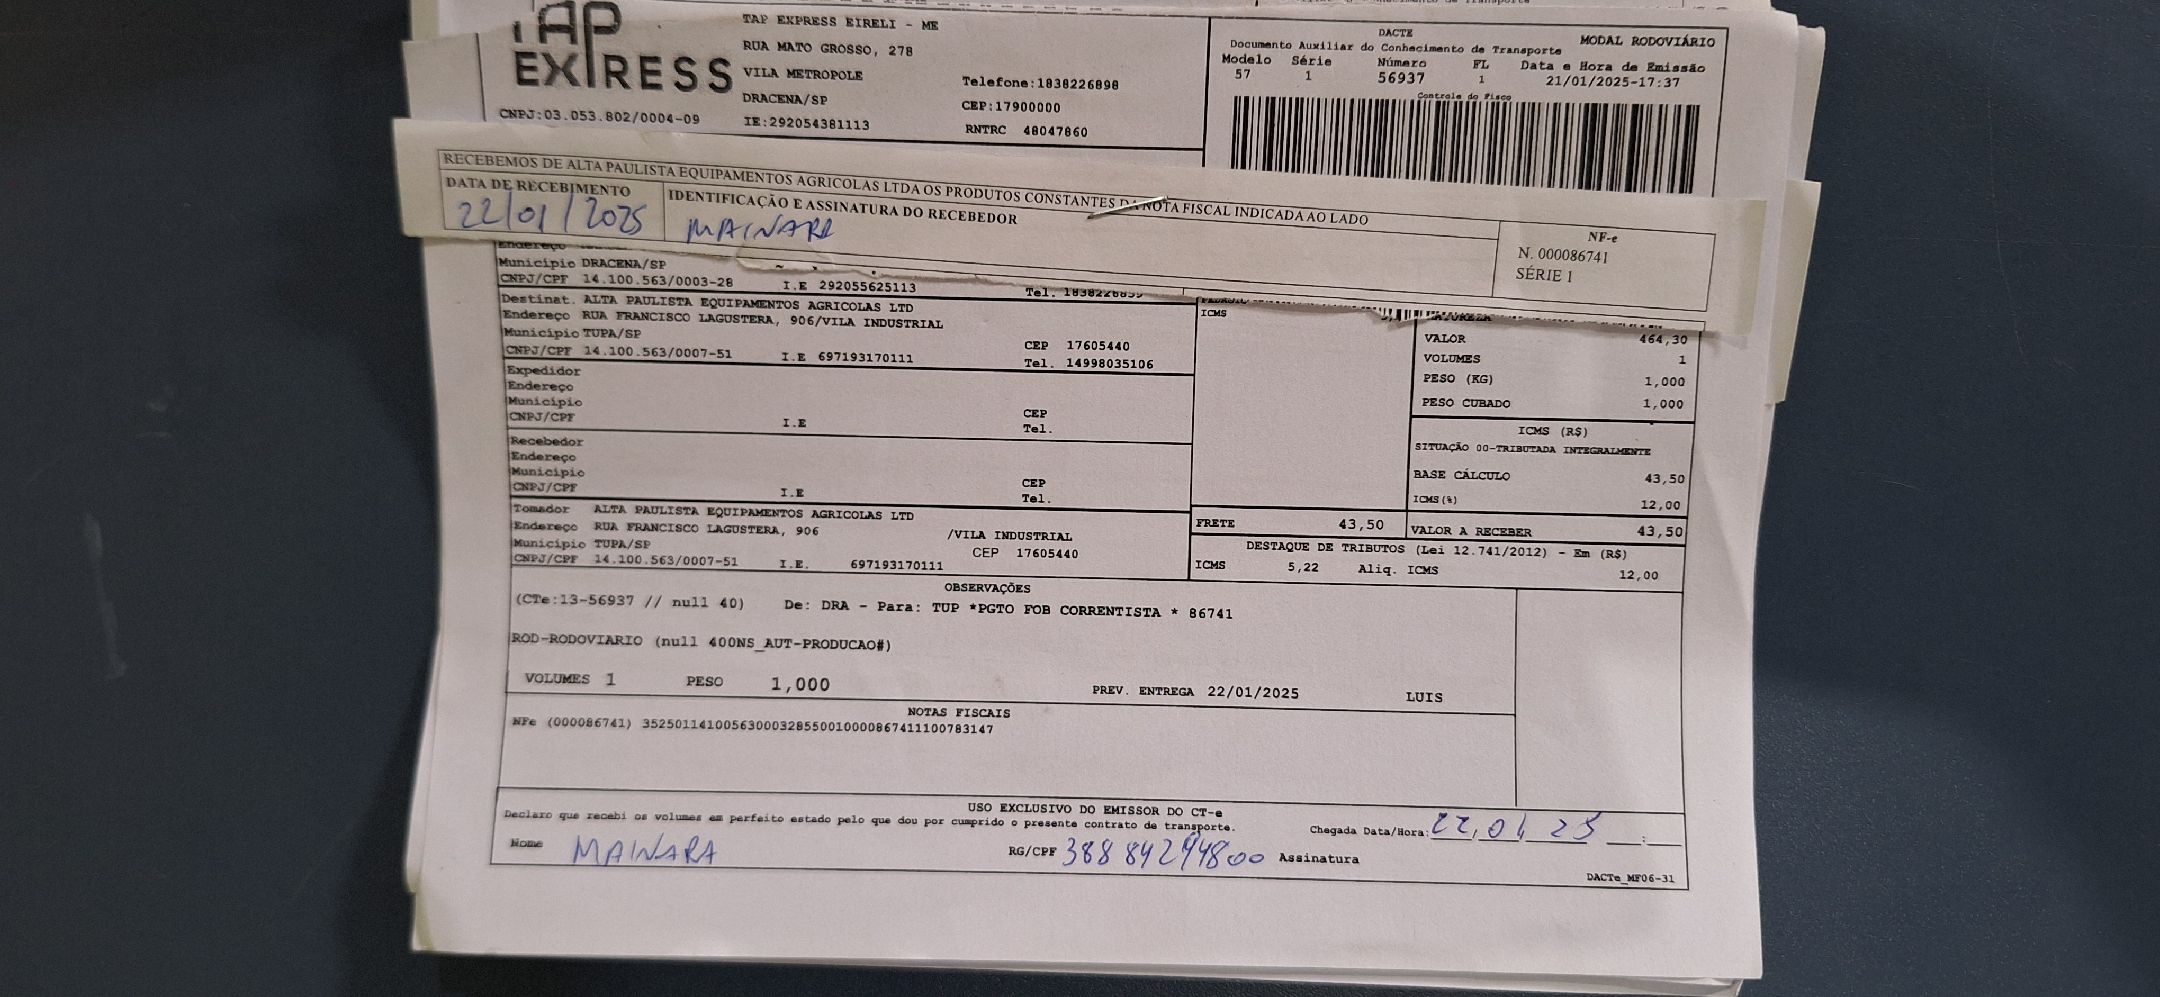 TAP EXPRESS
TAP EXPRESS EIRELI - ME
RUA MATO GROSSO, 278
VILA METROPOLE
DRACENA/SP
IE:292054381113
Telefone:1838226898
CEP:17900000
RNTRC 48047860
CNPJ:03.053.802/0004-09
DACTE
MODAL RODOVIÁRIO
Documento Auxiliar do Conhecimento de Transporte
Modelo Série Número FL Data e Hora de Emissão
57 1 56937 1 21/01/2025-17:37
Controle do Fisco
RECEBEMOS DE ALTA PAULISTA EQUIPAMENTOS AGRICOLAS LTDA OS PRODUTOS CONSTANTES DA NOTA FISCAL INDICADA AO LADO
DATA DE RECEBIMENTO
22/01/2025
IDENTIFICAÇÃO E ASSINATURA DO RECEBEDOR
MAINARA
NF-e
N. 000086741
SÉRIE 1
Endereço
Município DRACENA/SP
CNPJ/CPF 14.100.563/0003-28 I.E 292055625113 Tel. 1838226859
Destinat. ALTA PAULISTA EQUIPAMENTOS AGRICOLAS LTD
Endereço RUA FRANCISCO LAGUSTERA, 906/VILA INDUSTRIAL
Município TUPA/SP CEP 17605440
CNPJ/CPF 14.100.563/0007-51 I.E 697193170111 Tel. 14998035106
Expedidor
Endereço
Município CEP
CNPJ/CPF I.E Tel.
Recebedor
Endereço
Município CEP
CNPJ/CPF I.E Tel.
Tomador ALTA PAULISTA EQUIPAMENTOS AGRICOLAS LTD
Endereço RUA FRANCISCO LAGUSTERA, 906 /VILA INDUSTRIAL
Município TUPA/SP CEP 17605440
CNPJ/CPF 14.100.563/0007-51 I.E. 697193170111
ICMS
VALOR 464,30
VOLUMES 1
PESO (KG) 1,000
PESO CUBADO 1,000
ICMS (R$)
SITUAÇÃO 00-TRIBUTADA INTEGRALMENTE
BASE CÁLCULO 43,50
ICMS(%) 12,00
FRETE 43,50 VALOR A RECEBER 43,50
DESTAQUE DE TRIBUTOS (Lei 12.741/2012) - Em (R$)
ICMS 5,22 Aliq. ICMS 12,00
OBSERVAÇÕES
(CTe:13-56937 // null 40) De: DRA - Para: TUP *PGTO FOB CORRENTISTA * 86741
ROD-RODOVIARIO (null 400NS_AUT-PRODUCAO#)
VOLUMES 1 PESO 1,000 PREV. ENTREGA 22/01/2025 LUIS
NOTAS FISCAIS
NFe (000086741) 35250114100563000328550010000867411100783147
USO EXCLUSIVO DO EMISSOR DO CT-e
Declaro que recebi os volumes em perfeito estado pelo que dou por cumprido o presente contrato de transporte.
Chegada Data/Hora: 22,01 25 :
Nome MAINARA RG/CPF 38884294800 Assinatura
DACTe_MF06-31